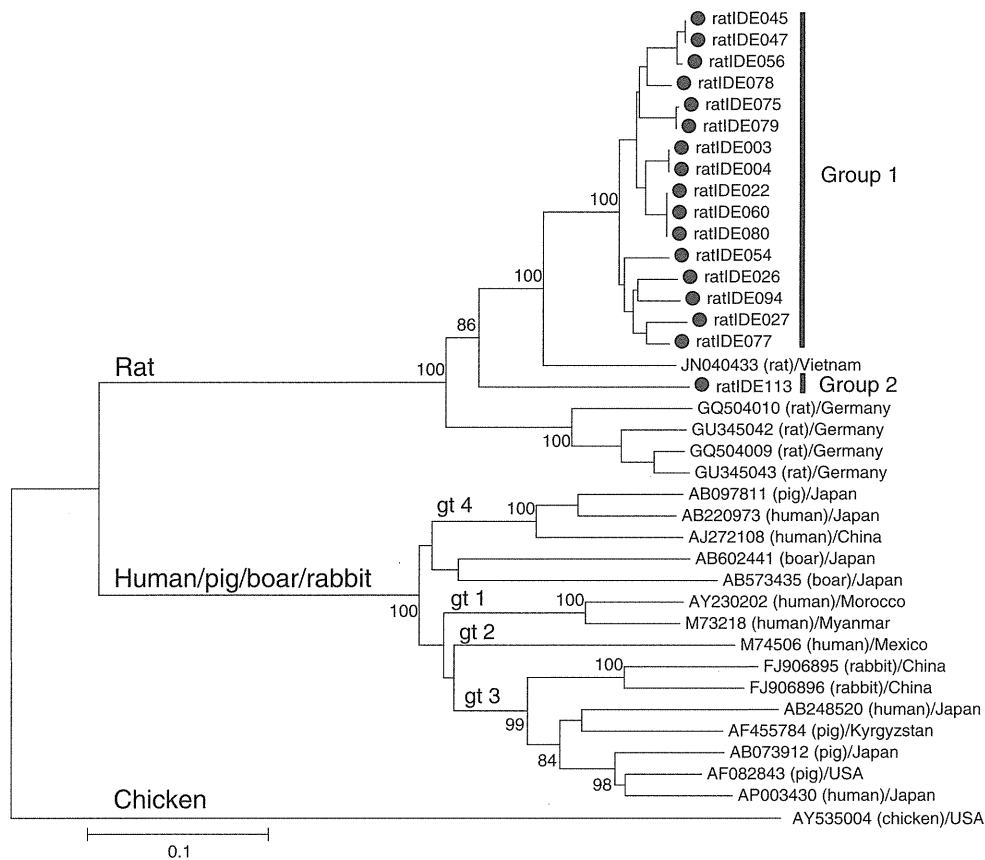 ratIDE045
ratIDE047
ratIDE056
ratIDE078
ratIDE075
ratIDE079
ratIDE003
ratIDE004
Group 1
ratIDE022
100
ratIDE060
ratIDE080
ratIDE054
100
ratIDE026
ratIDE094
ratIDE027
86
ratIDE077
Rat
100
JN040433 (rat)/Vietnam
ratIDE113
Group 2
GQ504010 (rat)/Germany
GU345042 (rat)/Germany
100
GQ504009 (rat)/Germany
GU345043 (rat)/Germany
AB097811 (pig)/Japan
gt 4
100
AB220973 (human)/Japan
AJ272108 (human)/China
AB602441 (boar)/Japan
Human/pig/boar/rabbit
AB573435 (boar)/Japan
100
gt 1
100
AY230202 (human)/Morocco
M73218 (human)/Myanmar
gt 2
M74506 (human)/Mexico
100
FJ906895 (rabbit)/China
FJ906896 (rabbit)/China
gt 3
99
AB248520 (human)/Japan
AF455784 (pig)/Kyrgyzstan
84
AB073912 (pig)/Japan
98
AF082843 (pig)/USA
AP003430 (human)/Japan
Chicken
AY535004 (chicken)/USA
0.1